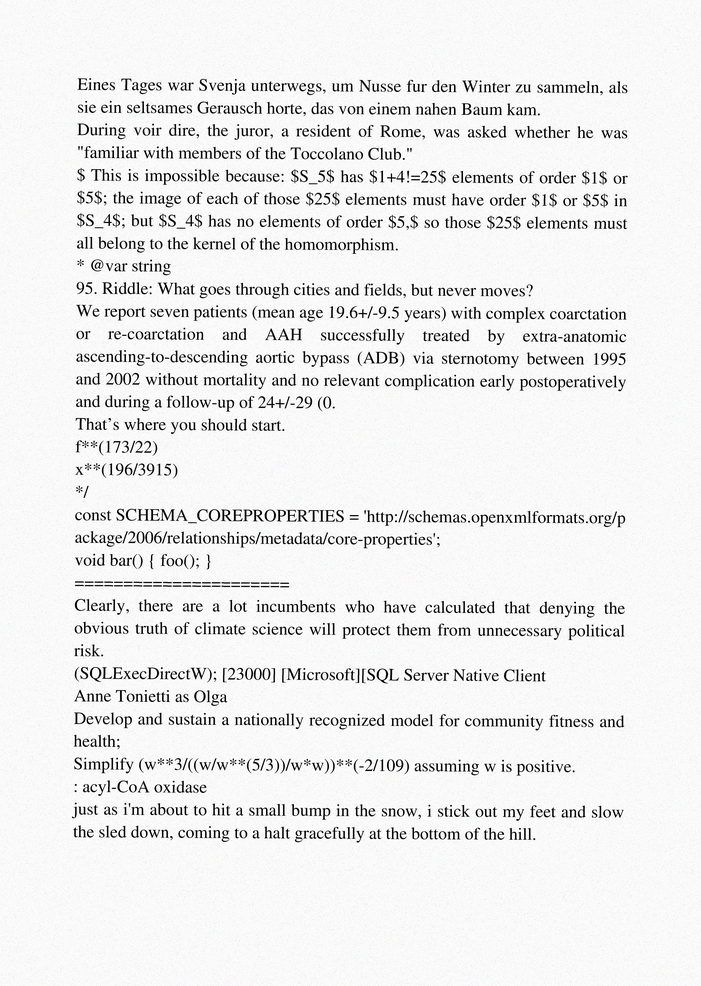 Eines Tages war Svenja unterwegs, um Nusse fur den Winter zu sammeln, als
sie ein seltsames Gerausch horte, das von einem nahen Baum kam.
During voir dire, the juror, a resident of Rome, was asked whether he was
"familiar with members of the Toccolano Club."
$ This is impossible because: $S_5$ has $1+4!=25$ elements of order $1$ or
$5$; the image of each of those $25$ elements must have order $1$ or $5$ in
$S_4$; but $S_4$ has no elements of order $5,$ so those $25$ elements must
all belong to the kernel of the homomorphism.
* @var string
95. Riddle: What goes through cities and fields, but never moves?
We report seven patients (mean age 19.6+/-9.5 years) with complex coarctation
or re-coarctation and AAH successfully treated by extra-anatomic
ascending-to-descending aortic bypass (ADB) via sternotomy between 1995
and 2002 without mortality and no relevant complication early postoperatively
and during a follow-up of 24+/-29 (0.
That's where you should start.
f**(173/22)
x**(196/3915)
*/
const SCHEMA_COREPROPERTIES = 'http://schemas.openxmlformats.org/p
ackage/2006/relationships/metadata/core-properties';
void bar() { foo(); }
======================
Clearly, there are a lot incumbents who have calculated that denying the
obvious truth of climate science will protect them from unnecessary political
risk.
(SQLExecDirectW); [23000] [Microsoft][SQL Server Native Client
Anne Tonietti as Olga
Develop and sustain a nationally recognized model for community fitness and
health;
Simplify (w**3/((w/w**(5/3))/w*w))**(-2/109) assuming w is positive.
: acyl-CoA oxidase
just as i'm about to hit a small bump in the snow, i stick out my feet and slow
the sled down, coming to a halt gracefully at the bottom of the hill.